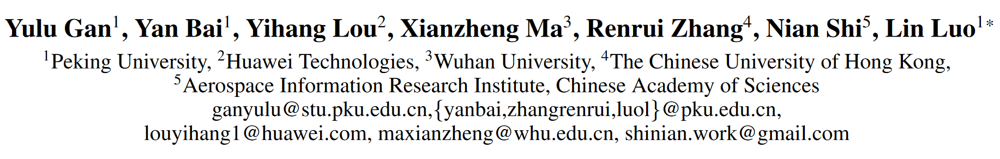 Yulu Gan1, Yan Bai1, Yihang Lou2, Xianzheng Ma3, Renrui Zhang4, Nian Shi5, Lin Luo1*
1Peking University, 2Huawei Technologies, 3Wuhan University, 4The Chinese University of Hong Kong,
5Aerospace Information Research Institute, Chinese Academy of Sciences
ganyulu@stu.pku.edu.cn,{yanbai,zhangrenrui,luol}@pku.edu.cn,
louyihang1@huawei.com, maxianzheng@whu.edu.cn, shinian.work@gmail.com